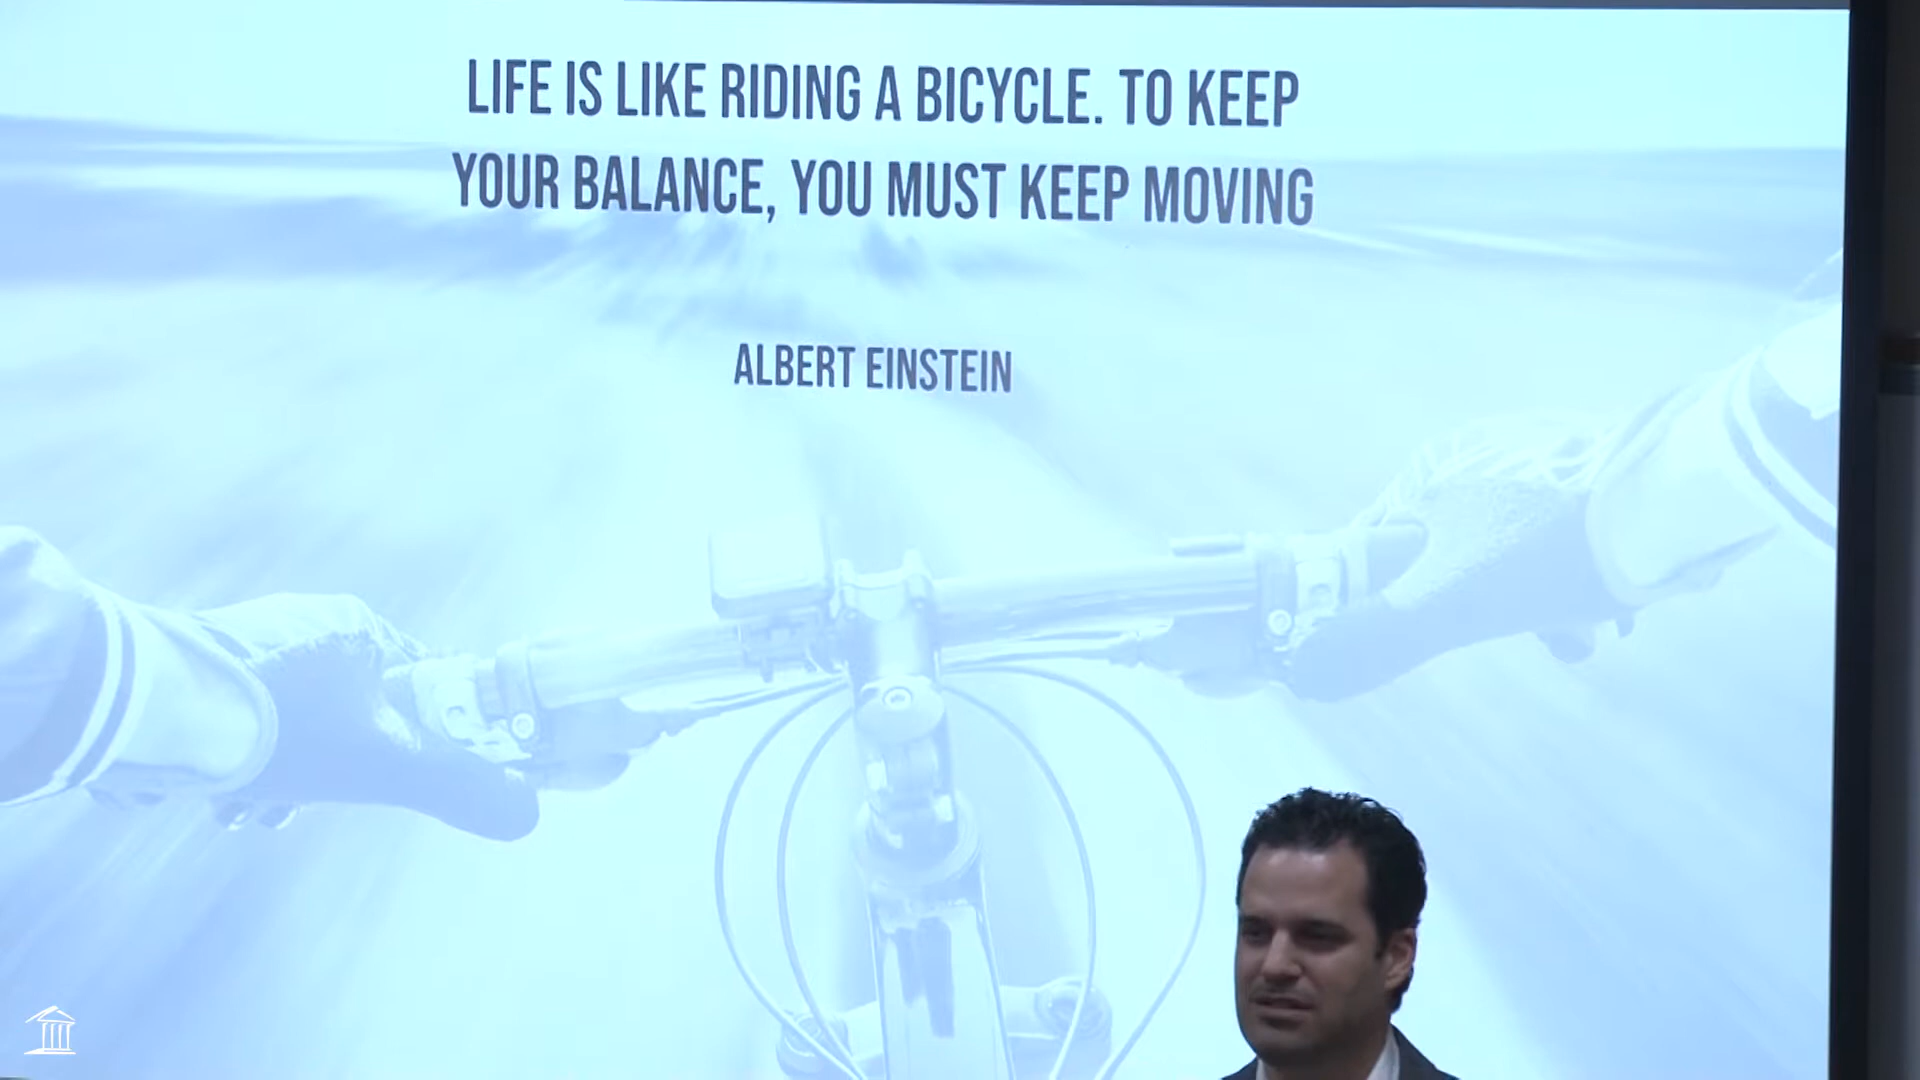 LIFE IS LIKE RIDING A BICYCLE. TO KEEP
YOUR BALANCE, YOU MUST KEEP MOVING
ALBERT EINSTEIN